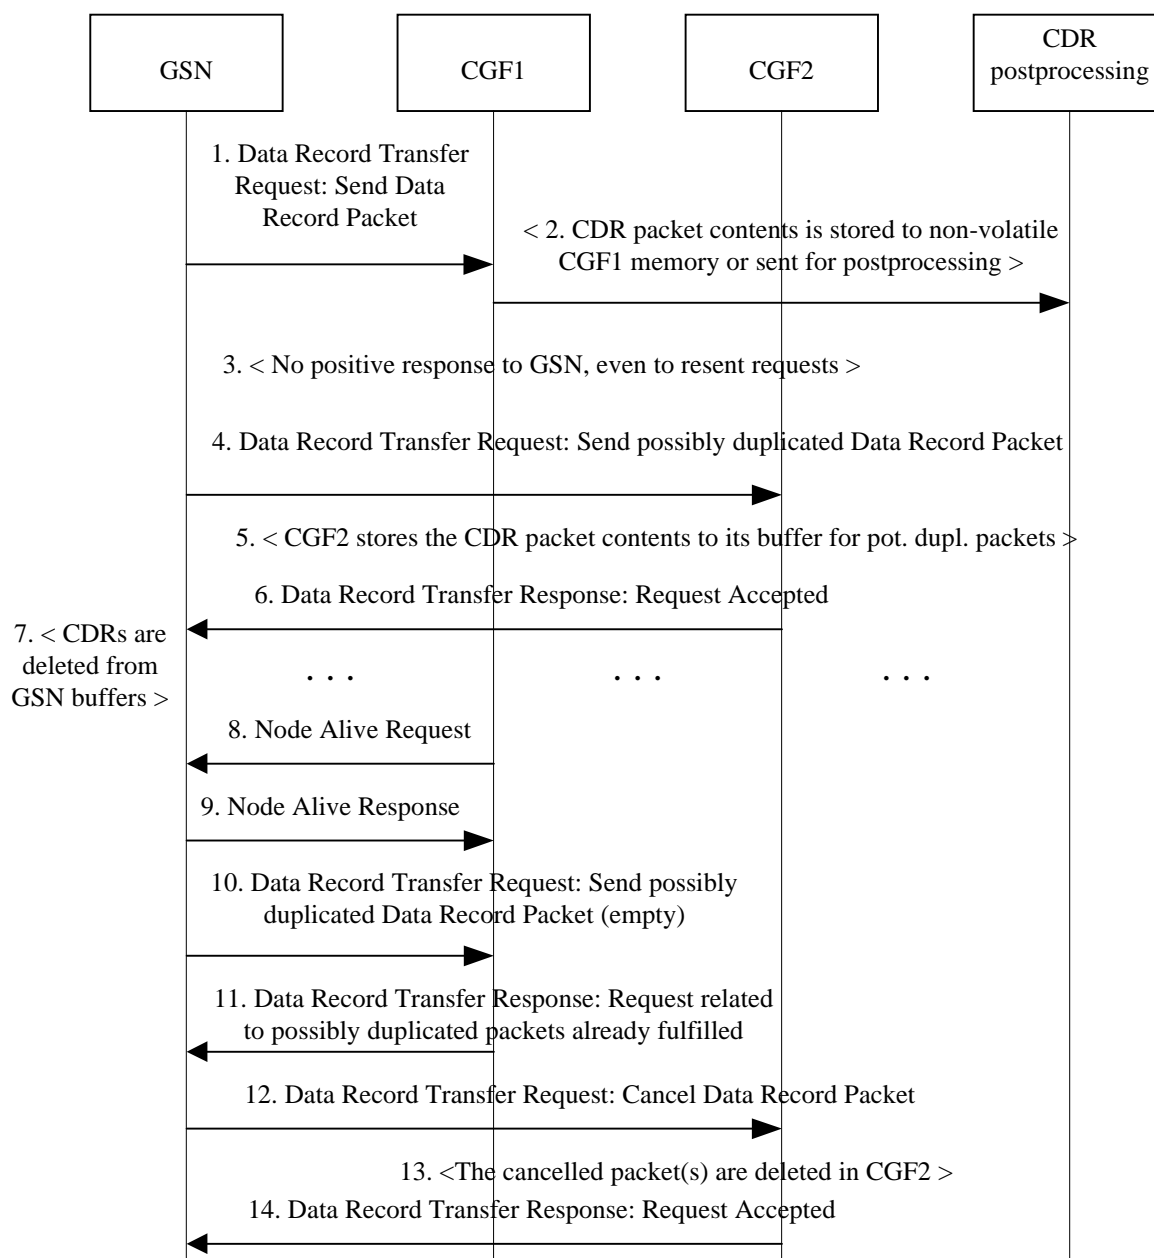 GSN
CGF1
CGF2
CDR
postprocessing
1. Data Record Transfer
Request: Send Data
Record Packet
< 2. CDR packet contents is stored to non-volatile
CGF1 memory or sent for postprocessing >
3. < No positive response to GSN, even to resent requests >
4. Data Record Transfer Request: Send possibly duplicated Data Record Packet
5. < CGF2 stores the CDR packet contents to its buffer for pot. dupl. packets >
6. Data Record Transfer Response: Request Accepted
7. < CDRs are
deleted from
GSN buffers >
. . .
. . .
. . .
8. Node Alive Request
9. Node Alive Response
10. Data Record Transfer Request: Send possibly
duplicated Data Record Packet (empty)
11. Data Record Transfer Response: Request related
to possibly duplicated packets already fulfilled
12. Data Record Transfer Request: Cancel Data Record Packet
13. <The cancelled packet(s) are deleted in CGF2 >
14. Data Record Transfer Response: Request Accepted